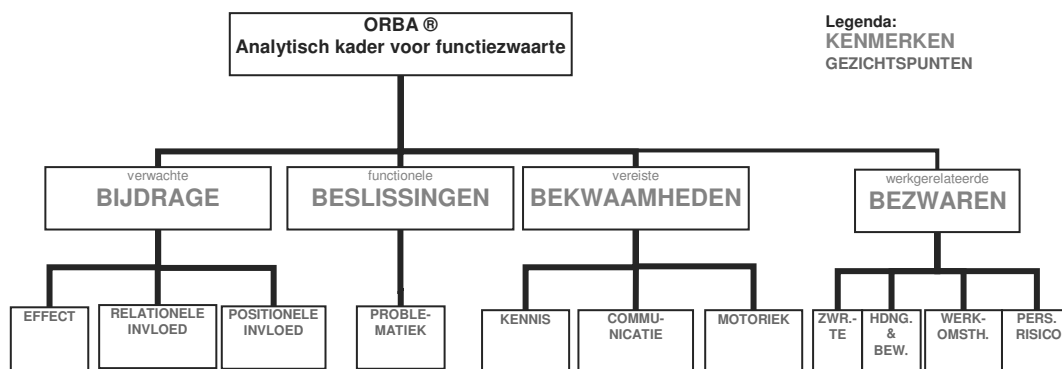 ORBA ®
Analytisch kader voor functiezwaarte
Legenda:
KENMERKEN
GEZICHTSPUNTEN
verwachte
BIJDRAGE
functionele
BESLISSINGEN
vereiste
BEKWAAMHEDEN
werkgerelateerde
BEZWAREN
EFFECT
RELATIONELE
INVLOED
POSITIONELE
INVLOED
PROBLE-
MATIEK
KENNIS
COMMU-
NICATIE
MOTORIEK
ZWR.-
TE
HDNG.
&
BEW.
WERK-
OMSTH.
PERS.
RISICO